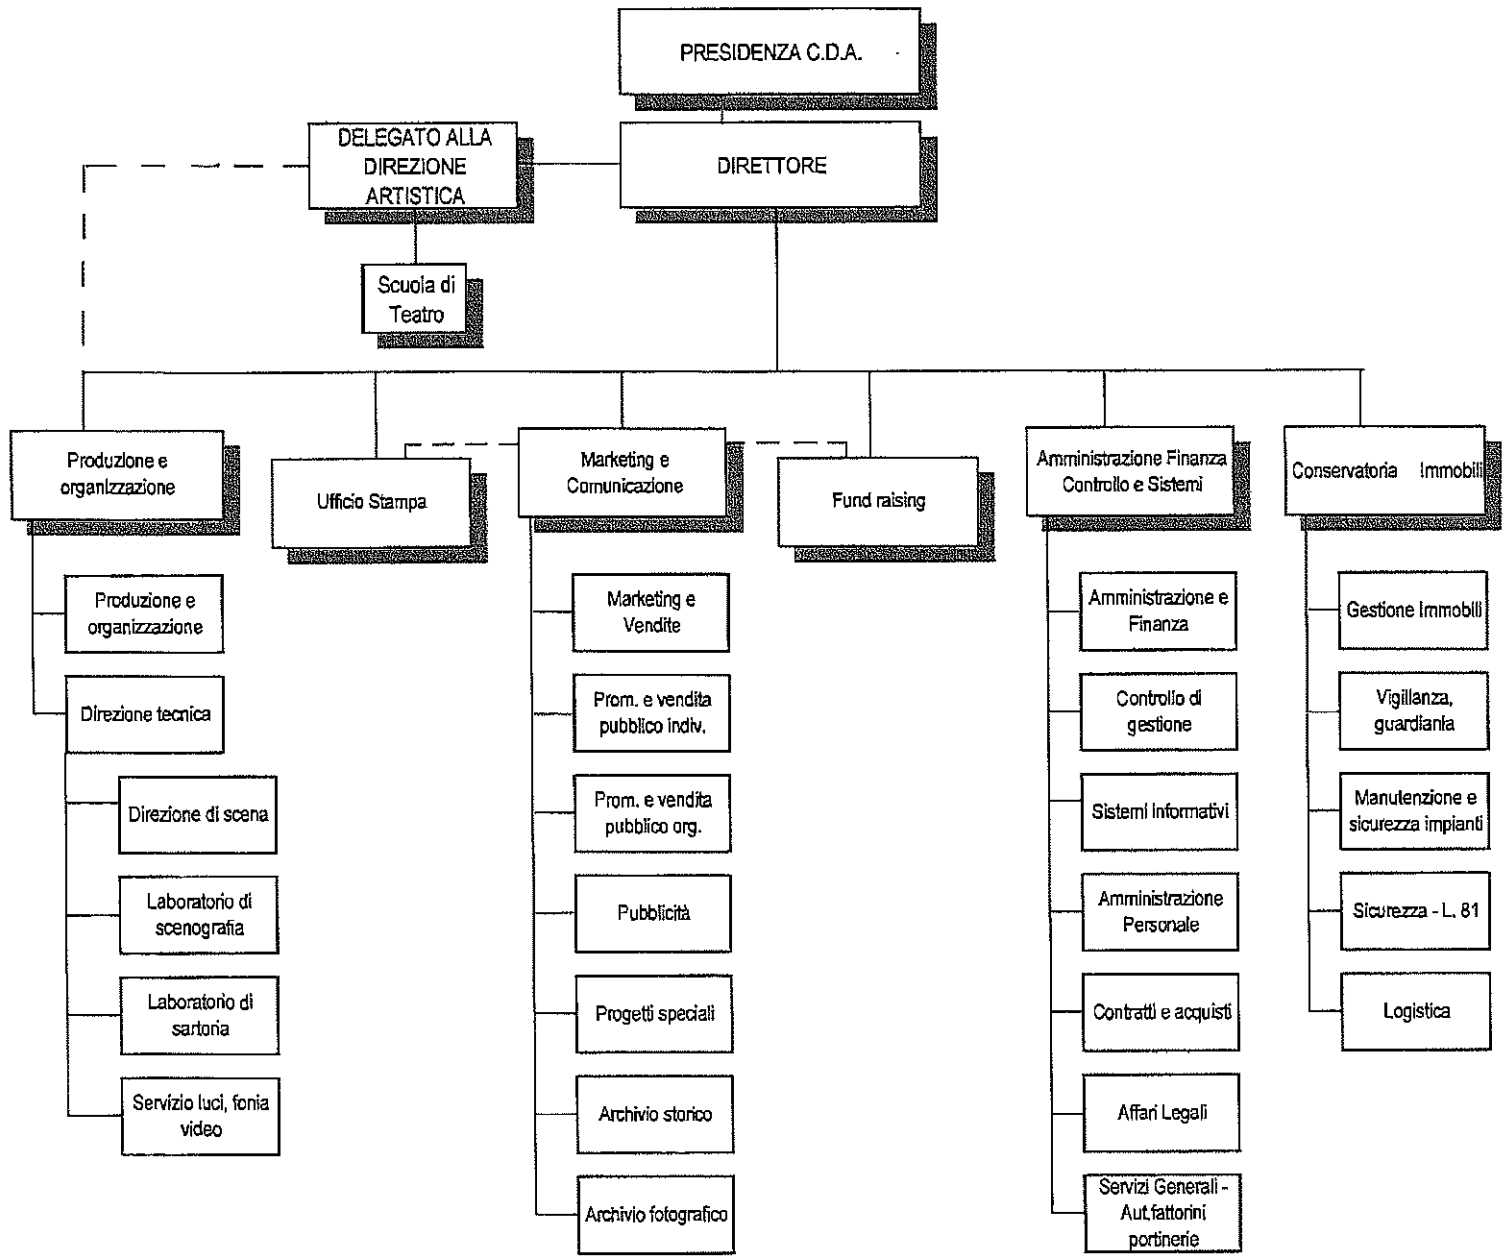 PRESIDENZA C.D.A.
DELEGATO ALLA
DIREZIONE
ARTISTICA
DIRETTORE
Scuola di
Teatro
Produzione e
organizzazione
Ufficio Stampa
Marketing e
Comunicazione
Fund raising
Amministrazione Finanza
Controllo e Sistemi
Conservatoria Immobili
Produzione e
organizzazione
Direzione tecnica
Direzione di scena
Laboratorio di
scenografia
Laboratorio di
sartoria
Servizio luci, fonia
video
Marketing e
Vendite
Prom. e vendita
pubblico indiv.
Prom. e vendita
pubblico org.
Pubblicità
Progetti speciali
Archivio storico
Archivio fotografico
Amministrazione e
Finanza
Controllo di
gestione
Sistemi Informativi
Amministrazione
Personale
Contratti e acquisti
Affari Legali
Servizi Generali -
Aut.fattorini
portinerie
Gestione Immobili
Vigilanza,
guardiania
Manutenzione e
sicurezza impianti
Sicurezza - L. 81
Logistica